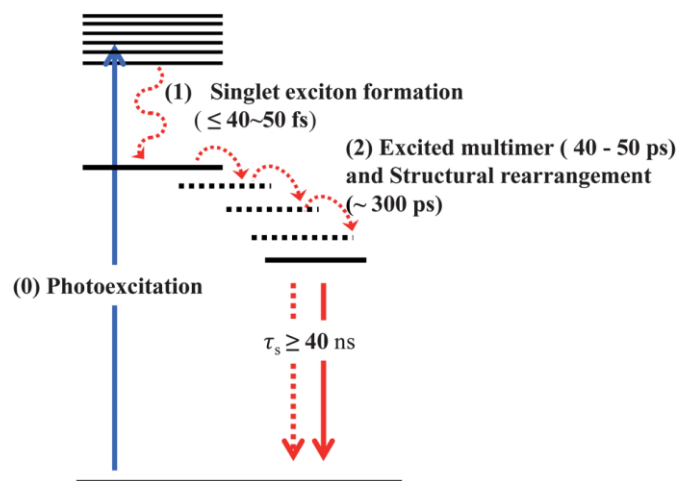 (1) Singlet exciton formation
( ≤ 40~50 fs)
(2) Excited multimer ( 40 - 50 ps)
and Structural rearrangement
(~ 300 ps)
(0) Photoexcitation
τs ≥ 40 ns